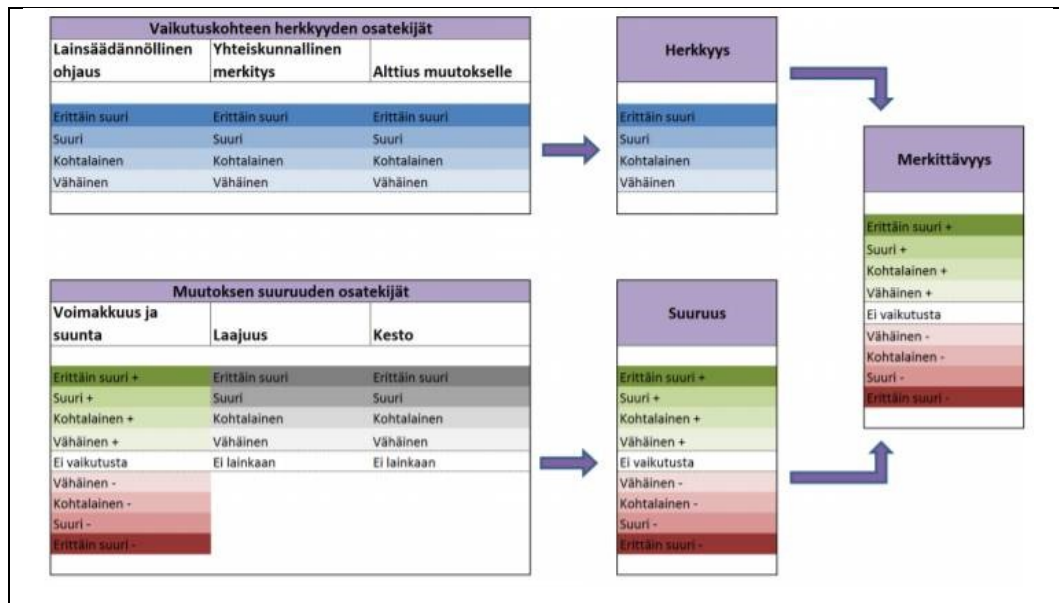 Vaikutuskohteen herkkyyden osatekijät
Lainsäädännöllinen ohjaus
Yhteiskunnallinen merkitys
Alttius muutokselle
Erittäin suuri Erittäin suuri Erittäin suuri
Suuri Suuri Suuri
Kohtalainen Kohtalainen Kohtalainen
Vähäinen Vähäinen Vähäinen
Herkkyys
Erittäin suuri
Suuri
Kohtalainen
Vähäinen
Muutoksen suuruuden osatekijät
Voimakkuus ja suunta
Laajuus
Kesto
Erittäin suuri + Erittäin suuri Erittäin suuri
Suuri + Suuri Suuri
Kohtalainen + Kohtalainen Kohtalainen
Vähäinen + Vähäinen Vähäinen
Ei vaikutusta Ei lainkaan Ei lainkaan
Vähäinen -
Kohtalainen -
Suuri -
Erittäin suuri -
Suuruus
Erittäin suuri +
Suuri +
Kohtalainen +
Vähäinen +
Ei vaikutusta
Vähäinen -
Kohtalainen -
Suuri -
Erittäin suuri -
Merkittävyys
Erittäin suuri +
Suuri +
Kohtalainen +
Vähäinen +
Ei vaikutusta
Vähäinen -
Kohtalainen -
Suuri -
Erittäin suuri -